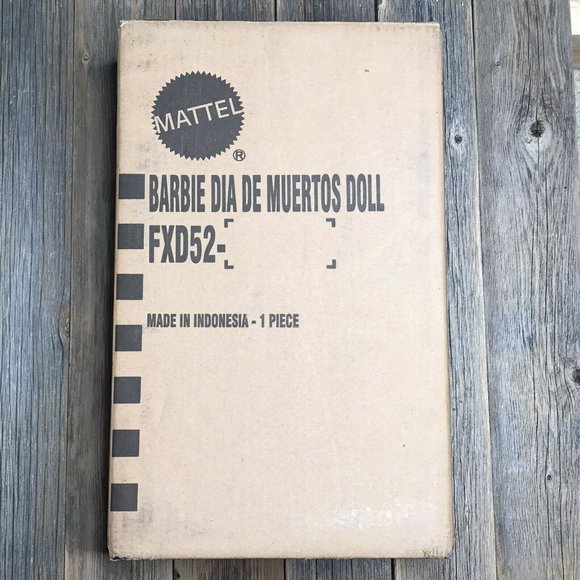 MATTEL
®
BARBIE DIA DE MUERTOS DOLL
FXD52-
MADE IN INDONESIA - 1 PIECE